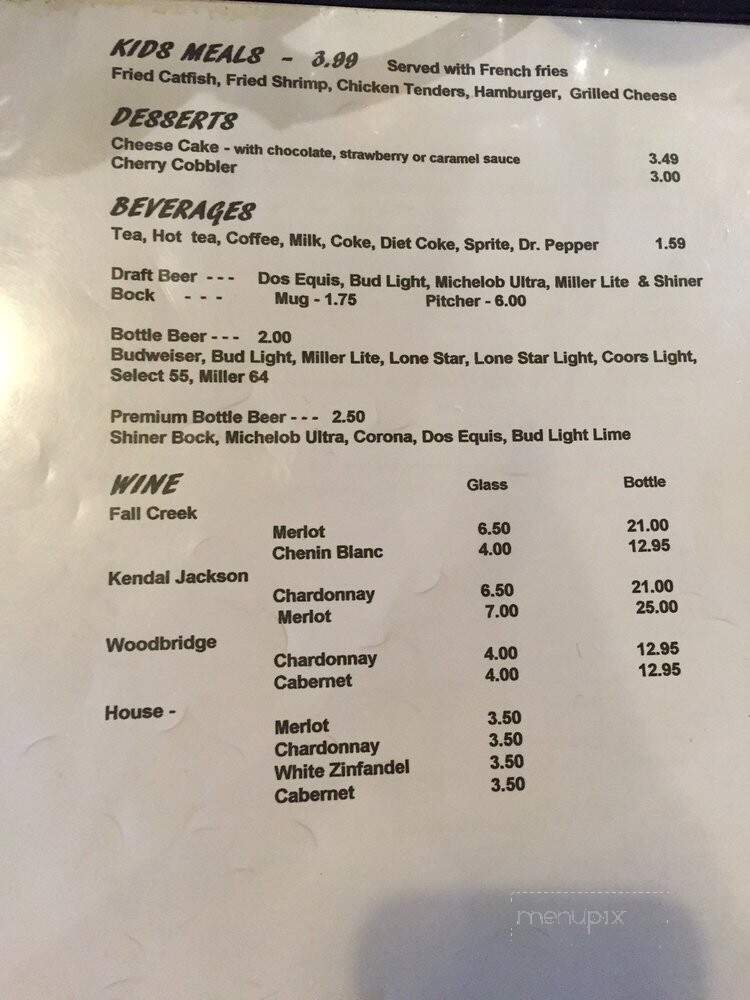 KIDS MEALS - 3.99 Served with French fries
Fried Catfish, Fried Shrimp, Chicken Tenders, Hamburger, Grilled Cheese
DESSERTS
Cheese Cake - with chocolate, strawberry or caramel sauce 3.49
Cherry Cobbler 3.00
BEVERAGES
Tea, Hot tea, Coffee, Milk, Coke, Diet Coke, Sprite, Dr. Pepper 1.59
Draft Beer - - - Dos Equis, Bud Light, Michelob Ultra, Miller Lite & Shiner
Bock - - - Mug - 1.75 Pitcher - 6.00
Bottle Beer - - - 2.00
Budweiser, Bud Light, Miller Lite, Lone Star, Lone Star Light, Coors Light,
Select 55, Miller 64
Premium Bottle Beer - - - 2.50
Shiner Bock, Michelob Ultra, Corona, Dos Equis, Bud Light Lime
WINE Glass Bottle
Fall Creek
Merlot 6.50 21.00
Chenin Blanc 4.00 12.95
Kendal Jackson
Chardonnay 6.50 21.00
Merlot 7.00 25.00
Woodbridge
Chardonnay 4.00 12.95
Cabernet 4.00 12.95
House -
Merlot 3.50
Chardonnay 3.50
White Zinfandel 3.50
Cabernet 3.50
menupix